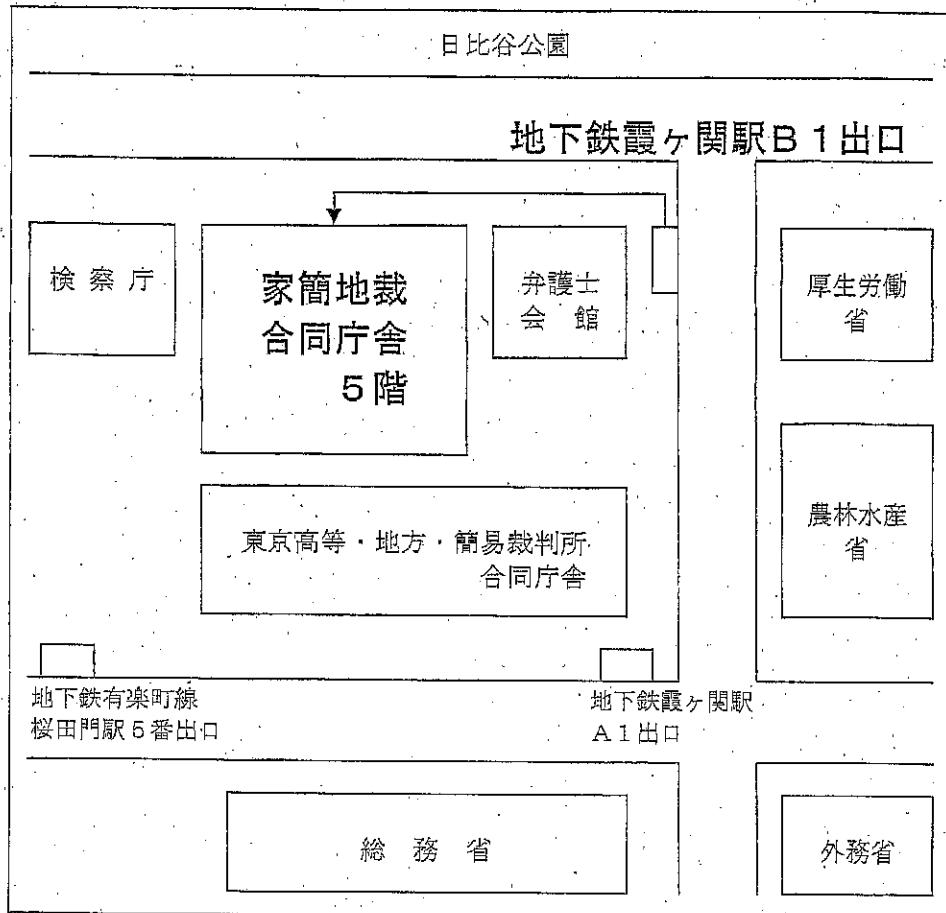 日比谷公園
地下鉄霞ヶ関駅B1出口
検察庁
家簡地裁
合同庁舎
5階
弁護士
会館
厚生労働
省
東京高等・地方・簡易裁判所
合同庁舎
農林水産
省
地下鉄有楽町線
桜田門駅5番出口
地下鉄霞ヶ関駅
A1出口
総務省
外務省